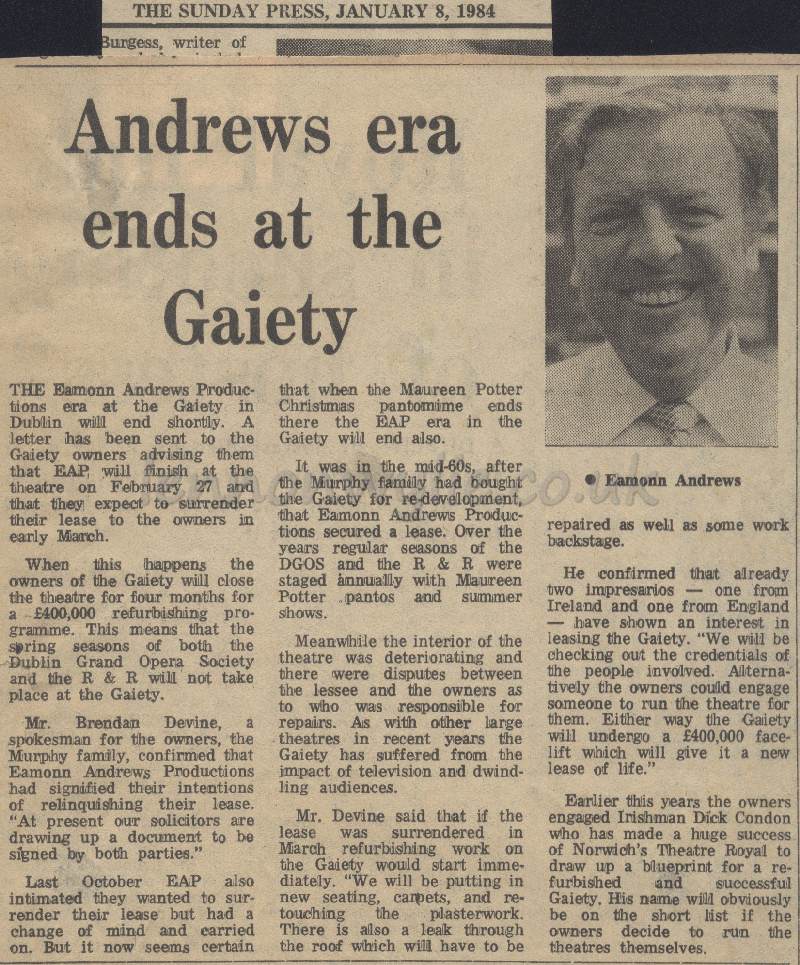 THE SUNDAY PRESS, JANUARY 8, 1984
Burgess, writer of
Andrews era
ends at the
Gaiety
THE Eamonn Andrews Produc-
tions era at the Gaiety in
Dublin will end shortly. A
letter has been sent to the
Gaiety owners advising them
that EAP, will finish at the
theatre on February 27 and
that they expect to surrender
their lease to the owners in
early March.
When this happens the
owners of the Gaiety will close
the theatre for four months for
a £400,000 refurbishing pro-
gramme. This means that the
spring seasons of both the
Dublin Grand Opera Society
and the R & R will not take
place at the Gaiety.
Mr. Brendan Devine, a
spokesman for the owners, the
Murphy family, confirmed that
Eamonn Andrews Productions
had signified their intentions
of relinquishing their lease.
“At present our solicitors are
drawing up a document to be
signed by both parties.”
Last October EAP also
intimated they wanted to sur-
render their lease but had a
change of mind and carried
on. But it now seems certain
that when the Maureen Potter
Christmas pantomime ends
there the EAP era in the
Gaiety will end also.
It was in the mid-60s, after
the Murphy family had bought
the Gaiety for re-development,
that Eamonn Andrews Produc-
tions secured a lease. Over the
years regular seasons of the
DGOS and the R & R were
staged annually with Maureen
Potter pantos and summer
shows.
Meanwhile the interior of the
theatre was deteriorating and
there were disputes between
the lessee and the owners as
to who was responsible for
repairs. As with other large
theatres in recent years the
Gaiety has suffered from the
impact of television and dwind-
ling audiences.
Mr. Devine said that if the
lease was surrendered in
March refurbishing work on
the Gaiety would start imme-
diately. “We will be putting in
new seating, carpets, and re-
touching the plasterwork.
There is also a leak through
the roof which will have to be
● Eamonn Andrews
repaired as well as some work
backstage.
He confirmed that already
two impresarios — one from
Ireland and one from England
— have shown an interest in
leasing the Gaiety. “We will be
checking out the credentials of
the people involved. Alterna-
tively the owners could engage
someone to run the theatre for
them. Either way the Gaiety
will undergo a £400,000 face-
lift which will give it a new
lease of life.”
Earlier this years the owners
engaged Irishman Dick Condon
who has made a huge success
of Norwich's Theatre Royal to
draw up a blueprint for a re-
furbished and successful
Gaiety. His name will obviously
be on the short list if the
owners decide to run the
theatres themselves.
co.uk